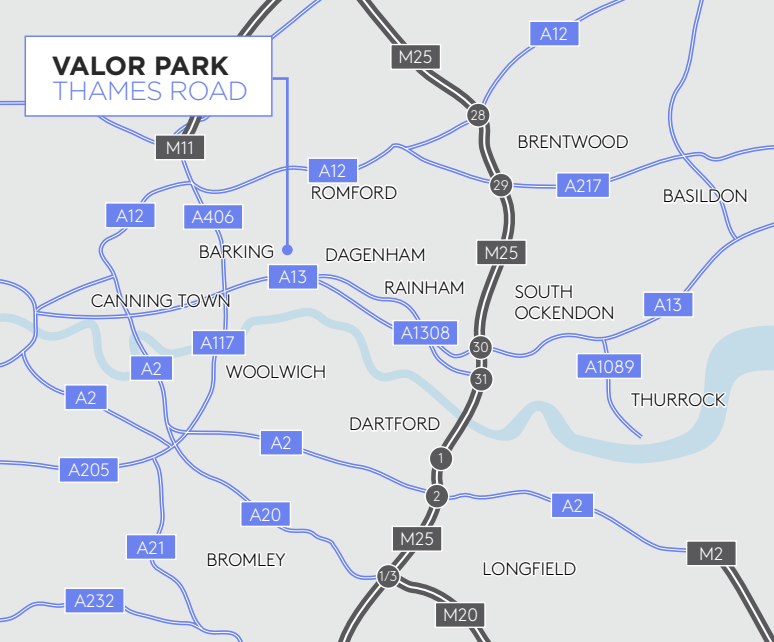 A12
M25
VALOR PARK
THAMES ROAD
28
M11
BRENTWOOD
A12
29
A217
ROMFORD
BASILDON
A12
A406
BARKING
DAGENHAM
M25
A13
RAINHAM
SOUTH
OCKENDON
CANNING TOWN
A13
A1308
A117
30
A2
A1089
WOOLWICH
31
A2
THURROCK
DARTFORD
A2
1
A205
2
A2
A20
M25
A21
M2
BROMLEY
LONGFIELD
1/3
A232
M20